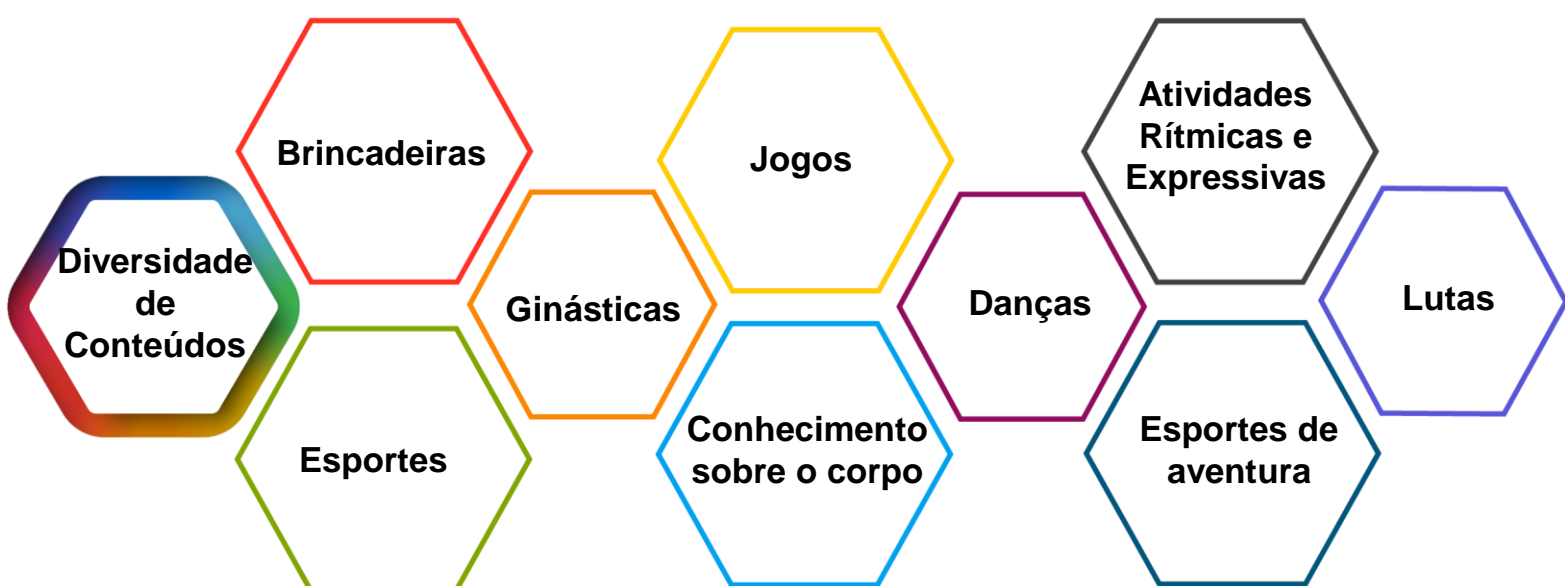 Diversidade
de
Conteúdos
Brincadeiras
Esportes
Ginásticas
Jogos
Conhecimento
sobre o corpo
Danças
Atividades
Rítmicas e
Expressivas
Esportes de
aventura
Lutas